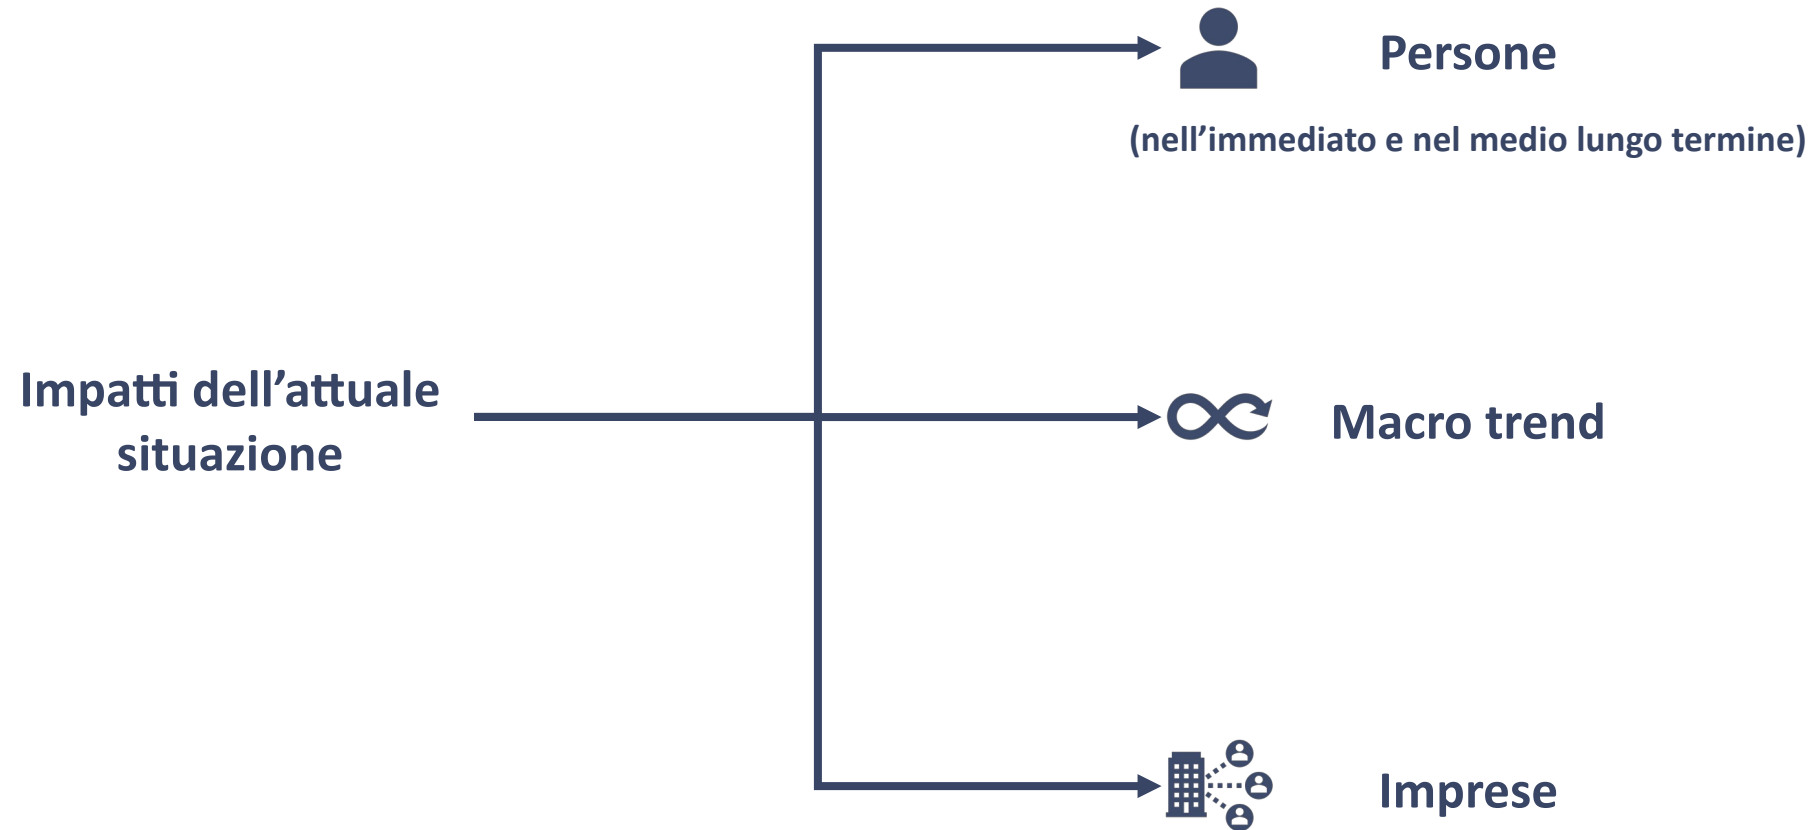 Persone
(nell’immediato e nel medio lungo termine)
Impatti dell’attuale
situazione
Macro trend
Imprese